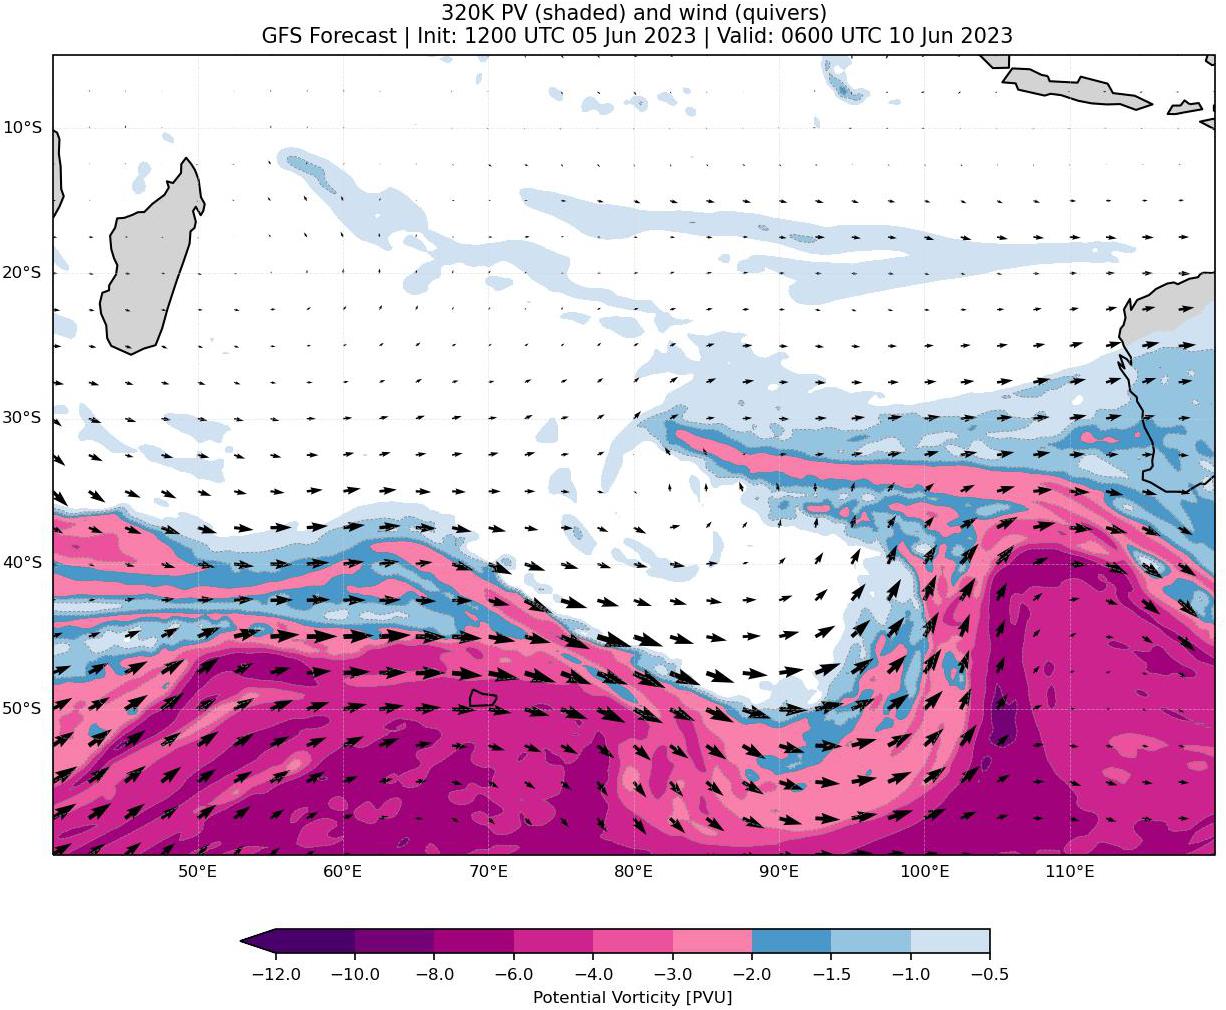 320K PV (shaded) and wind (quivers)
GFS Forecast | Init: 1200 UTC 05 Jun 2023 | Valid: 0600 UTC 10 Jun 2023
10°S
20°S
30°S
40°S
50°S
50°E 60°E 70°E 80°E 90°E 100°E 110°E
−12.0 −10.0 −8.0 −6.0 −4.0 −3.0 −2.0 −1.5 −1.0 −0.5
Potential Vorticity [PVU]